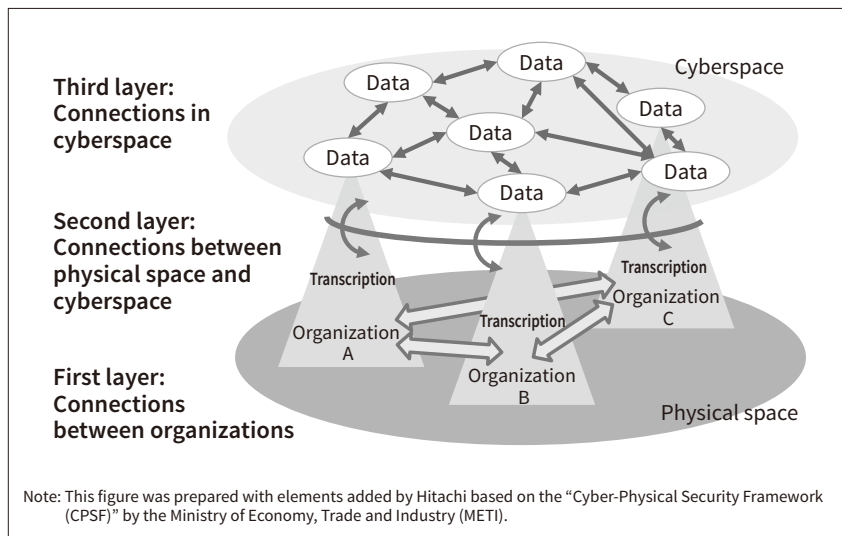 Third layer:
Connections in
cyberspace
Cyberspace
Data
Data
Data
Data
Data
Data
Data
Second layer:
Connections between
physical space and
cyberspace
Transcription
Transcription
Transcription
Organization
A
Organization
B
Organization
C
First layer:
Connections
between organizations
Physical space
Note: This figure was prepared with elements added by Hitachi based on the “Cyber-Physical Security Framework
(CPSF)” by the Ministry of Economy, Trade and Industry (METI).